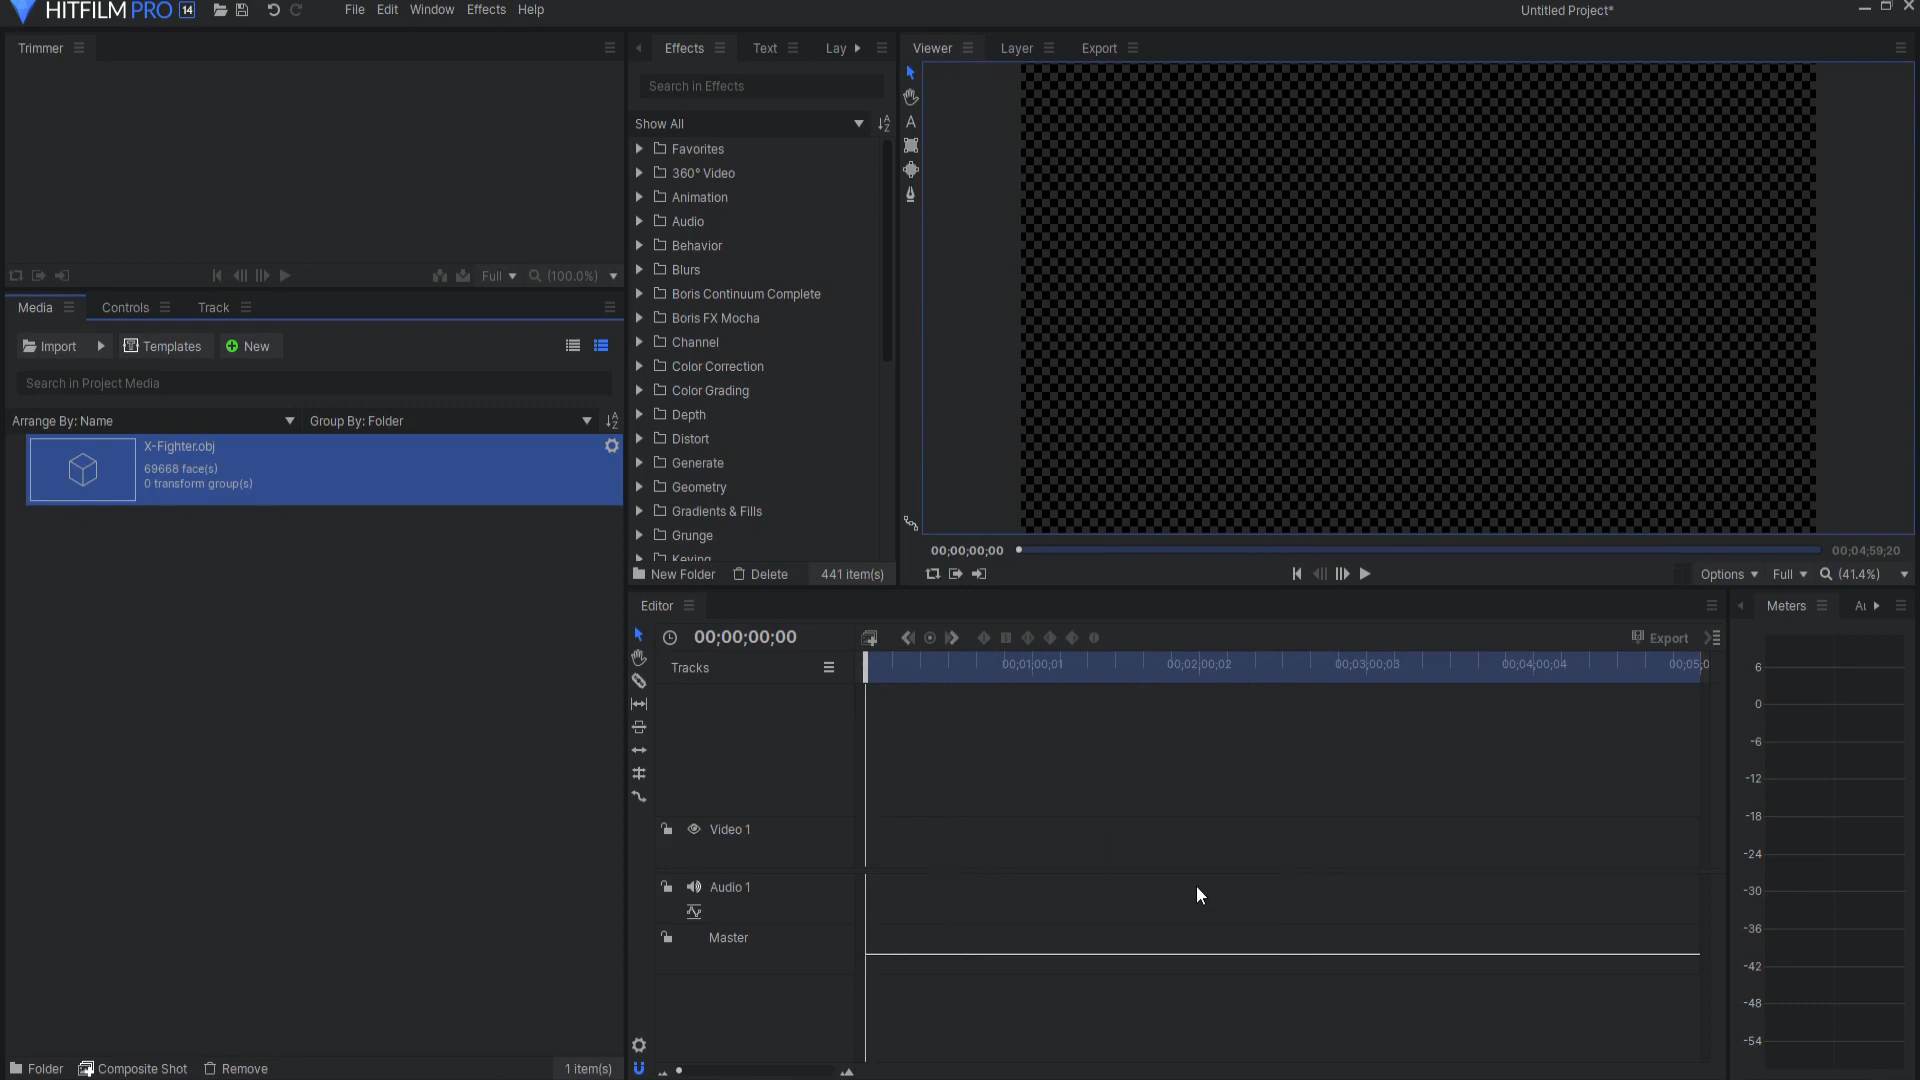 HITFILM PRO 14
File Edit Window Effects Help
Untitled Project*
Trimmer
Full (100.0%)
Media Controls Track
Import Templates New
Search in Project Media
Arrange By: Name Group By: Folder
X-Fighter.obj
69668 face(s)
0 transform group(s)
Folder Composite Shot Remove 1 item(s)
Effects Text Lay
Search in Effects
Show All
Favorites
360° Video
Animation
Audio
Behavior
Blurs
Boris Continuum Complete
Boris FX Mocha
Channel
Color Correction
Color Grading
Depth
Distort
Generate
Geometry
Gradients & Fills
Grunge
Keying
New Folder Delete 441 item(s)
Viewer Layer Export
A
00;00;00;00 00;04;59;20
Options Full (41.4%)
Editor
00;00;00;00
Export
Tracks
00;01;00;01 00;02;00;02 00;03;00;03 00;04;00;04 00;05;0
Video 1
Audio 1
Master
Meters Au
6
0
-6
-12
-18
-24
-30
-36
-42
-48
-54